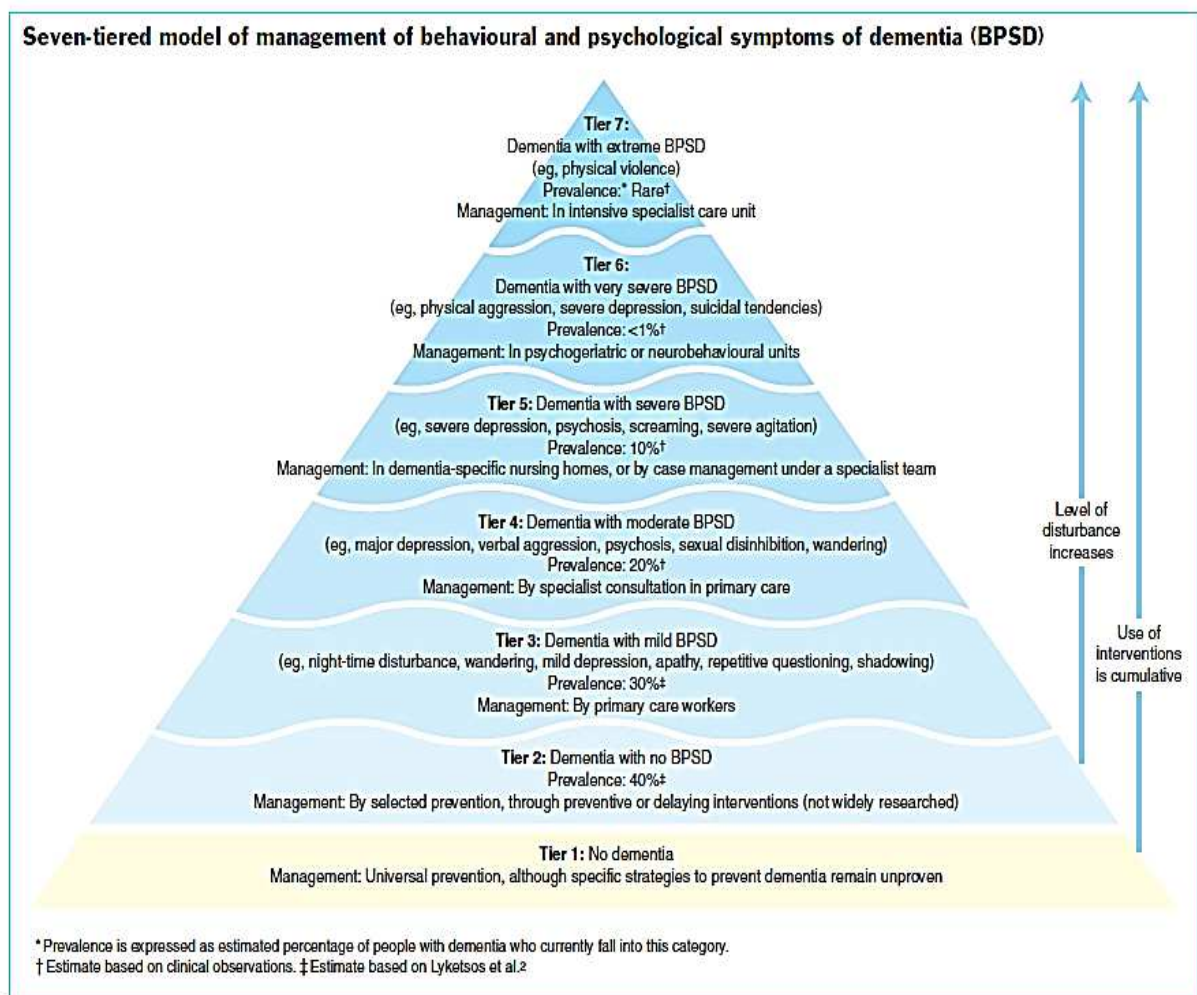 Seven-tiered model of management of behavioural and psychological symptoms of dementia (BPSD)
Tier 7:
Dementia with extreme BPSD
(eg, physical violence)
Prevalence:* Rare†
Management: In intensive specialist care unit
Tier 6:
Dementia with very severe BPSD
(eg, physical aggression, severe depression, suicidal tendencies)
Prevalence: <1%†
Management: In psychogeriatric or neurobehavioural units
Tier 5: Dementia with severe BPSD
(eg, severe depression, psychosis, screaming, severe agitation)
Prevalence: 10%†
Management: In dementia-specific nursing homes, or by case management under a specialist team
Tier 4: Dementia with moderate BPSD
(eg, major depression, verbal aggression, psychosis, sexual disinhibition, wandering)
Prevalence: 20%†
Management: By specialist consultation in primary care
Tier 3: Dementia with mild BPSD
(eg, night-time disturbance, wandering, mild depression, apathy, repetitive questioning, shadowing)
Prevalence: 30%‡
Management: By primary care workers
Tier 2: Dementia with no BPSD
Prevalence: 40%‡
Management: By selected prevention, through preventive or delaying interventions (not widely researched)
Tier 1: No dementia
Management: Universal prevention, although specific strategies to prevent dementia remain unproven
Level of
disturbance
increases
Use of
interventions
is cumulative
*Prevalence is expressed as estimated percentage of people with dementia who currently fall into this category.
† Estimate based on clinical observations. ‡ Estimate based on Lyketsos et al.²